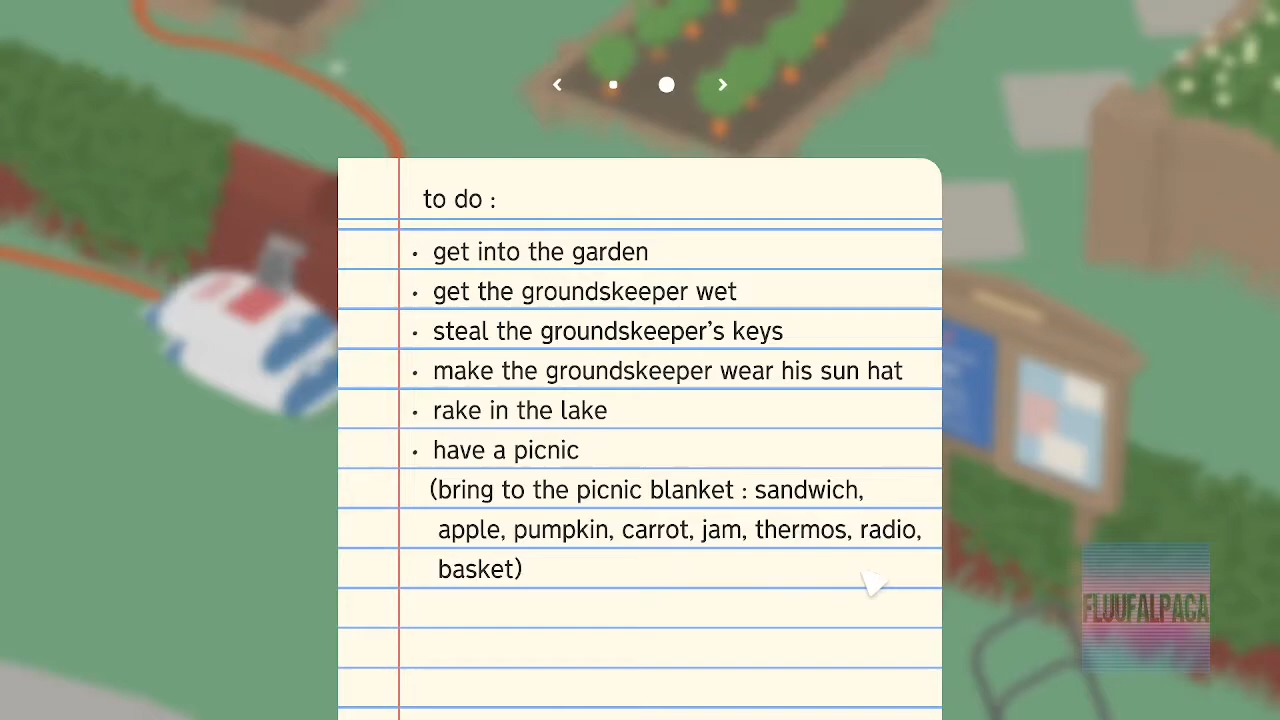 to do :
• get into the garden
• get the groundskeeper wet
• steal the groundskeeper's keys
• make the groundskeeper wear his sun hat
• rake in the lake
• have a picnic
(bring to the picnic blanket : sandwich,
apple, pumpkin, carrot, jam, thermos, radio,
basket)
FLUUFALPACA